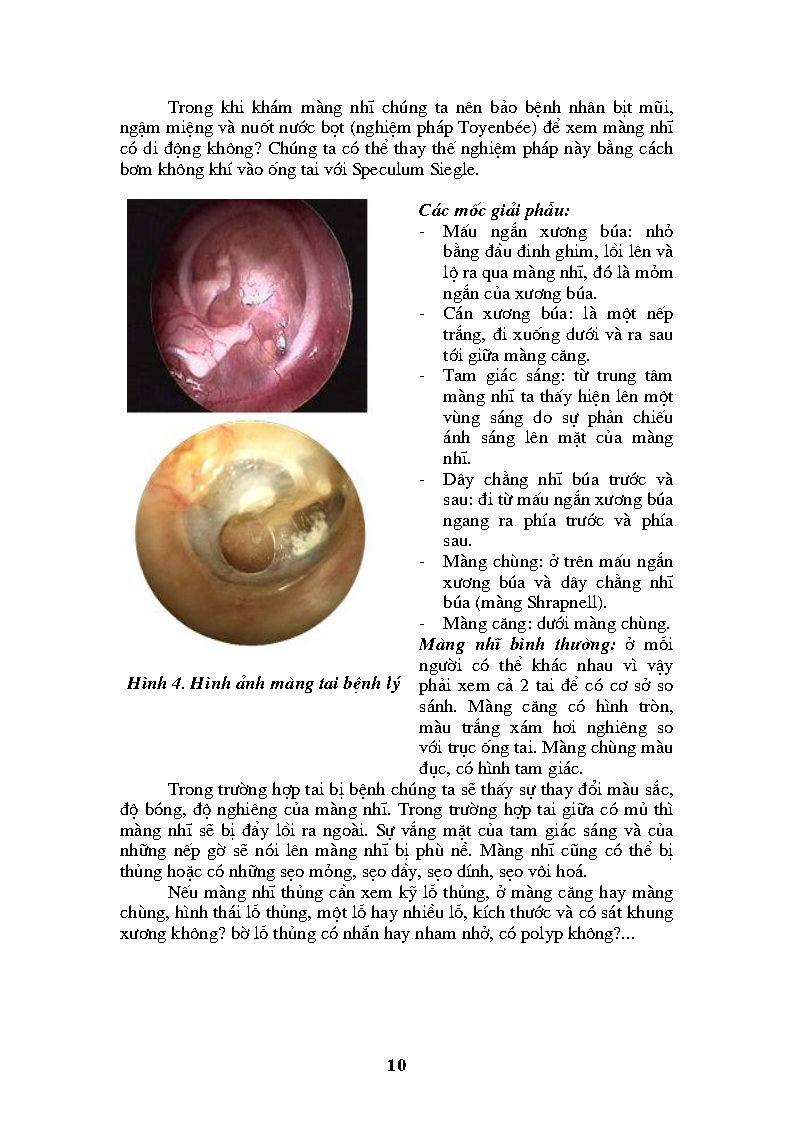 Trong khi khám màng nhĩ chúng ta nên bảo bệnh nhân bịt mũi,
ngậm miệng và nuốt nước bọt (nghiệm pháp Toyenbée) để xem màng nhĩ
có di động không? Chúng ta có thể thay thế nghiệm pháp này bằng cách
bơm không khí vào ống tai với Speculum Siegle.
Các mốc giải phẫu:
- Mấu ngắn xương búa: nhỏ
bằng đầu đinh ghim, lồi lên và
lộ ra qua màng nhĩ, đó là mỏm
ngắn của xương búa.
- Cán xương búa: là một nếp
trắng, đi xuống dưới và ra sau
tới giữa màng căng.
- Tam giác sáng: từ trung tâm
màng nhĩ ta thấy hiện lên một
vùng sáng do sự phản chiếu
ánh sáng lên mặt của màng
nhĩ.
- Dây chằng nhĩ búa trước và
sau: đi từ mấu ngắn xương búa
ngang ra phía trước và phía
sau.
- Màng chùng: ở trên mấu ngắn
xương búa và dây chằng nhĩ
búa (màng Shrapnell).
- Màng căng: dưới màng chùng.
Màng nhĩ bình thường: ở mỗi
người có thể khác nhau vì vậy
phải xem cả 2 tai để có cơ sở so
sánh. Màng căng có hình tròn,
màu trắng xám hơi nghiêng so
với trục ống tai. Màng chùng màu
đục, có hình tam giác.
Hình 4. Hình ảnh màng tai bệnh lý
Trong trường hợp tai bị bệnh chúng ta sẽ thấy sự thay đổi màu sắc,
độ bóng, độ nghiêng của màng nhĩ. Trong trường hợp tai giữa có mủ thì
màng nhĩ sẽ bị đẩy lồi ra ngoài. Sự vắng mặt của tam giác sáng và của
những nếp gờ sẽ nói lên màng nhĩ bị phù nề. Màng nhĩ cũng có thể bị
thủng hoặc có những sẹo mỏng, sẹo dầy, sẹo dính, sẹo vôi hoá.
Nếu màng nhĩ thủng cần xem kỹ lỗ thủng, ở màng căng hay màng
chùng, hình thái lỗ thủng, một lỗ hay nhiều lỗ, kích thước và có sát khung
xương không? bờ lỗ thủng có nhẵn hay nham nhở, có polyp không?...
10